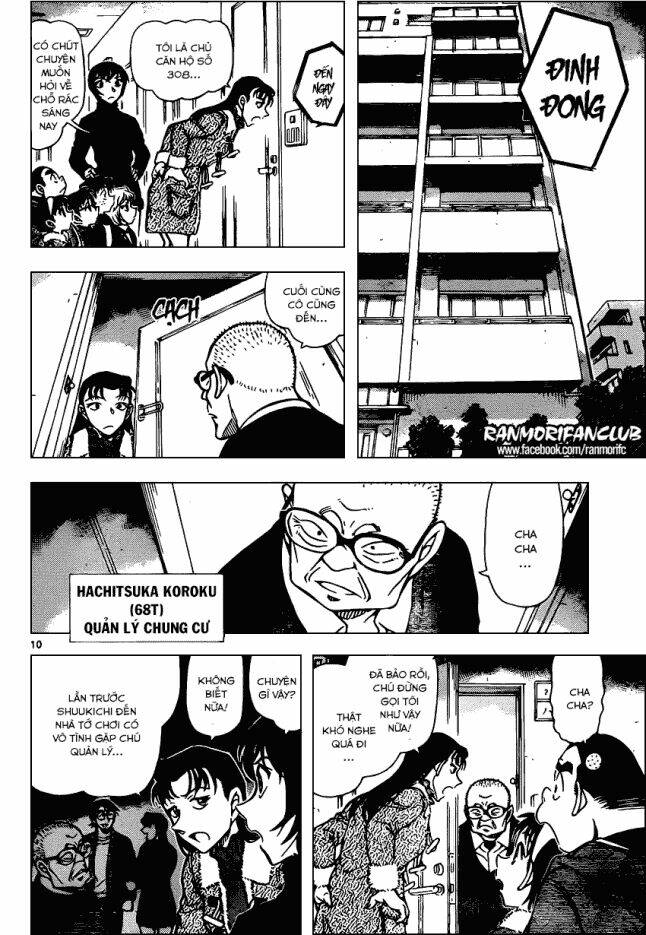 ĐINH
ĐONG
RANMORIFANCLUB
www.facebook.com/ranmorifc
ĐẾN
NGAY
ĐÂY
TÔI LÀ CHỦ
CĂN HỘ SỐ
308...
CÓ CHÚT
CHUYỆN
MUỐN
HỎI VỀ
CHỖ RÁC
SÁNG
NAY
CUỐI CÙNG
CÔ CŨNG
ĐẾN...
CẠCH
CHA
CHA
...
HACHITSUKA KOROKU
(68T)
QUẢN LÝ CHUNG CƯ
10
CHA
CHA?
ĐÃ BẢO RỒI,
CHÚ ĐỪNG
GỌI TÔI
NHƯ VẬY
NỮA!
THẬT
KHÓ NGHE
QUÁ ĐI
...
CHUYỆN
GÌ VẬY?
KHÔNG
BIẾT
NỮA!
LẦN TRƯỚC
SHUUKICHI ĐẾN
NHÀ TỚ CHƠI CÓ
VÔ TÌNH GẶP CHÚ
QUẢN LÝ...